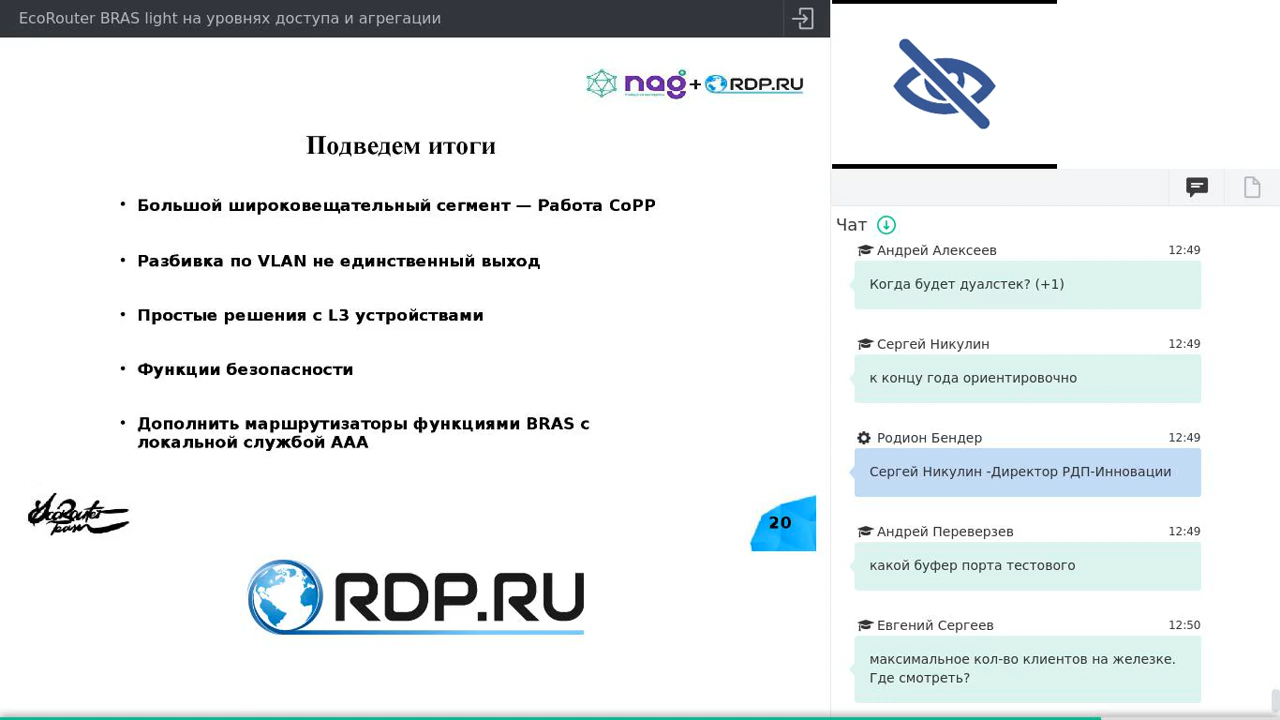 EcoRouter BRAS light на уровнях доступа и агрегации
nag
+
RDP.RU
Подведем итоги
• Большой широковещательный сегмент — Работа CoPP
• Разбивка по VLAN не единственный выход
• Простые решения с L3 устройствами
• Функции безопасности
• Дополнить маршрутизаторы функциями BRAS с
локальной службой AAA
EcoRouter
Team
20
RDP.RU
Чат
Андрей Алексеев 12:49
Когда будет дуалстек? (+1)
Сергей Никулин 12:49
к концу года ориентировочно
Родион Бендер 12:49
Сергей Никулин -Директор РДП-Инновации
Андрей Переверзев 12:49
какой буфер порта тестового
Евгений Сергеев 12:50
максимальное кол-во клиентов на железке.
Где смотреть?